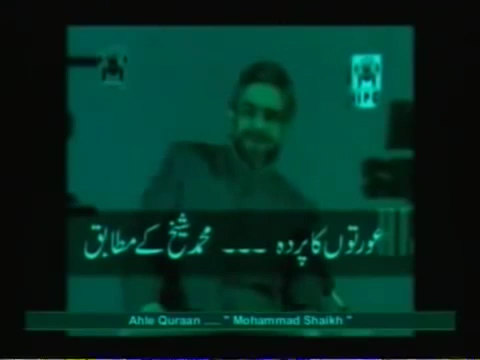 عورتوں کا پردہ --- محمد شیخ کے مطابق
Ahle Quraan .... " Mohammad Shaikh "